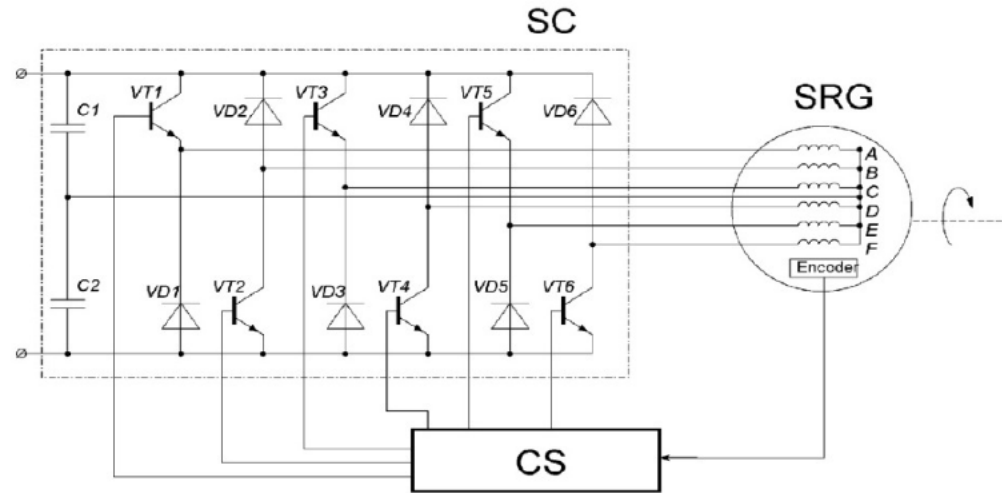 SC
SRG
C1
VT1
VD2
VT3
VD4
VT5
VD6
A
B
C
D
E
F
Encoder
C2
VD1
VT2
VD3
VT4
VD5
VT6
CS